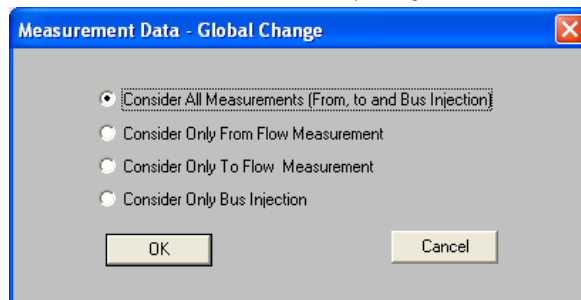 Measurement Data - Global Change
Consider All Measurements (From, to and Bus Injection)
Consider Only From Flow Measurement
Consider Only To Flow  Measurement
Consider Only Bus Injection
OK Cancel